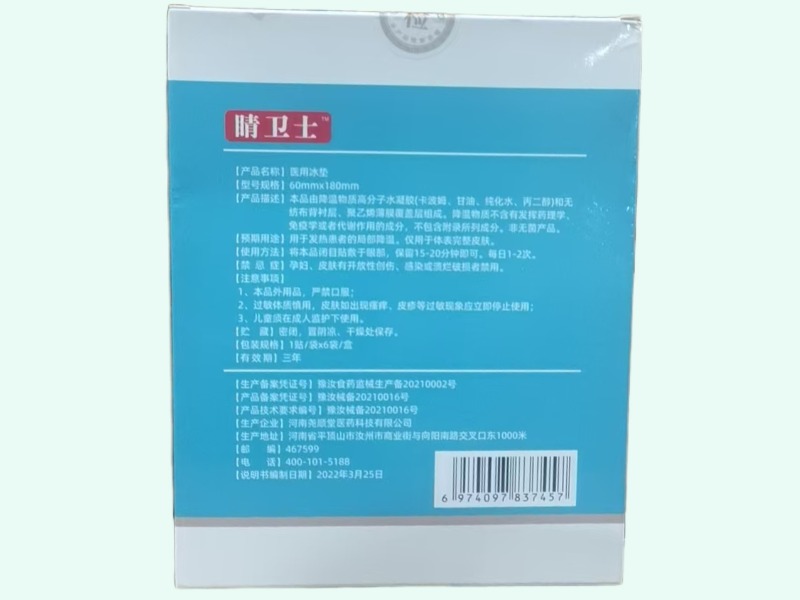 检
睛卫士™
【产品名称】医用冰垫
【型号规格】60mmx180mm
【产品描述】本品由降温物质高分子水凝胶(卡波姆、甘油、纯化水、丙二醇)和无
纺布背衬层、聚乙烯薄膜覆盖层组成。降温物质不含有发挥药理学、
免疫学或者代谢作用的成分，不包含附录所列成分。非无菌产品。
【预期用途】用于发热患者的局部降温。仅用于体表完整皮肤。
【使用方法】将本品闭目贴敷于眼部，保留15-20分钟即可。每日1-2次。
【禁 忌 症】孕妇、皮肤有开放性创伤、感染或溃烂破损者禁用。
【注意事项】
1、本品外用品，严禁口服；
2、过敏体质慎用，皮肤如出现瘙痒、皮疹等过敏现象应立即停止使用；
3、儿童须在成人监护下使用。
【贮 藏】密闭，置阴凉、干燥处保存。
【包装规格】1贴/袋x6袋/盒
【有 效 期】三年
【生产备案凭证号】豫汝食药监械生产备20210002号
【产品备案凭证号】豫汝械备20210016号
【产品技术要求编号】豫汝械备20210016号
【生产企业】河南尧顺堂医药科技有限公司
【生产地址】河南省平顶山市汝州市商业街与向阳南路交叉口东1000米
【邮 编】467599
【电 话】400-101-5188
【说明书编制日期】2022年3月25日
6 974097 837457